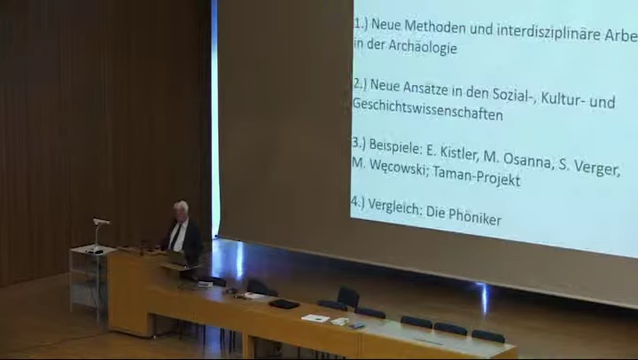 1.) Neue Methoden und interdisziplinäre Arbe
in der Archäologie
2.) Neue Ansätze in den Sozial-, Kultur- und
Geschichtswissenschaften
3.) Beispiele: E. Kistler, M. Osanna, S. Verger,
M. Węcowski; Taman-Projekt
4.) Vergleich: Die Phöniker